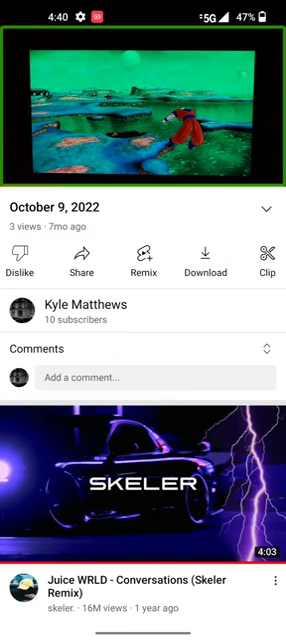 4:40 5G 47%
October 9, 2022
3 views · 7mo ago
Dislike Share Remix Download Clip
Kyle Matthews
10 subscribers
Comments
Add a comment...
SKELER
4:03
Juice WRLD - Conversations (Skeler
Remix)
skeler. · 16M views · 1 year ago